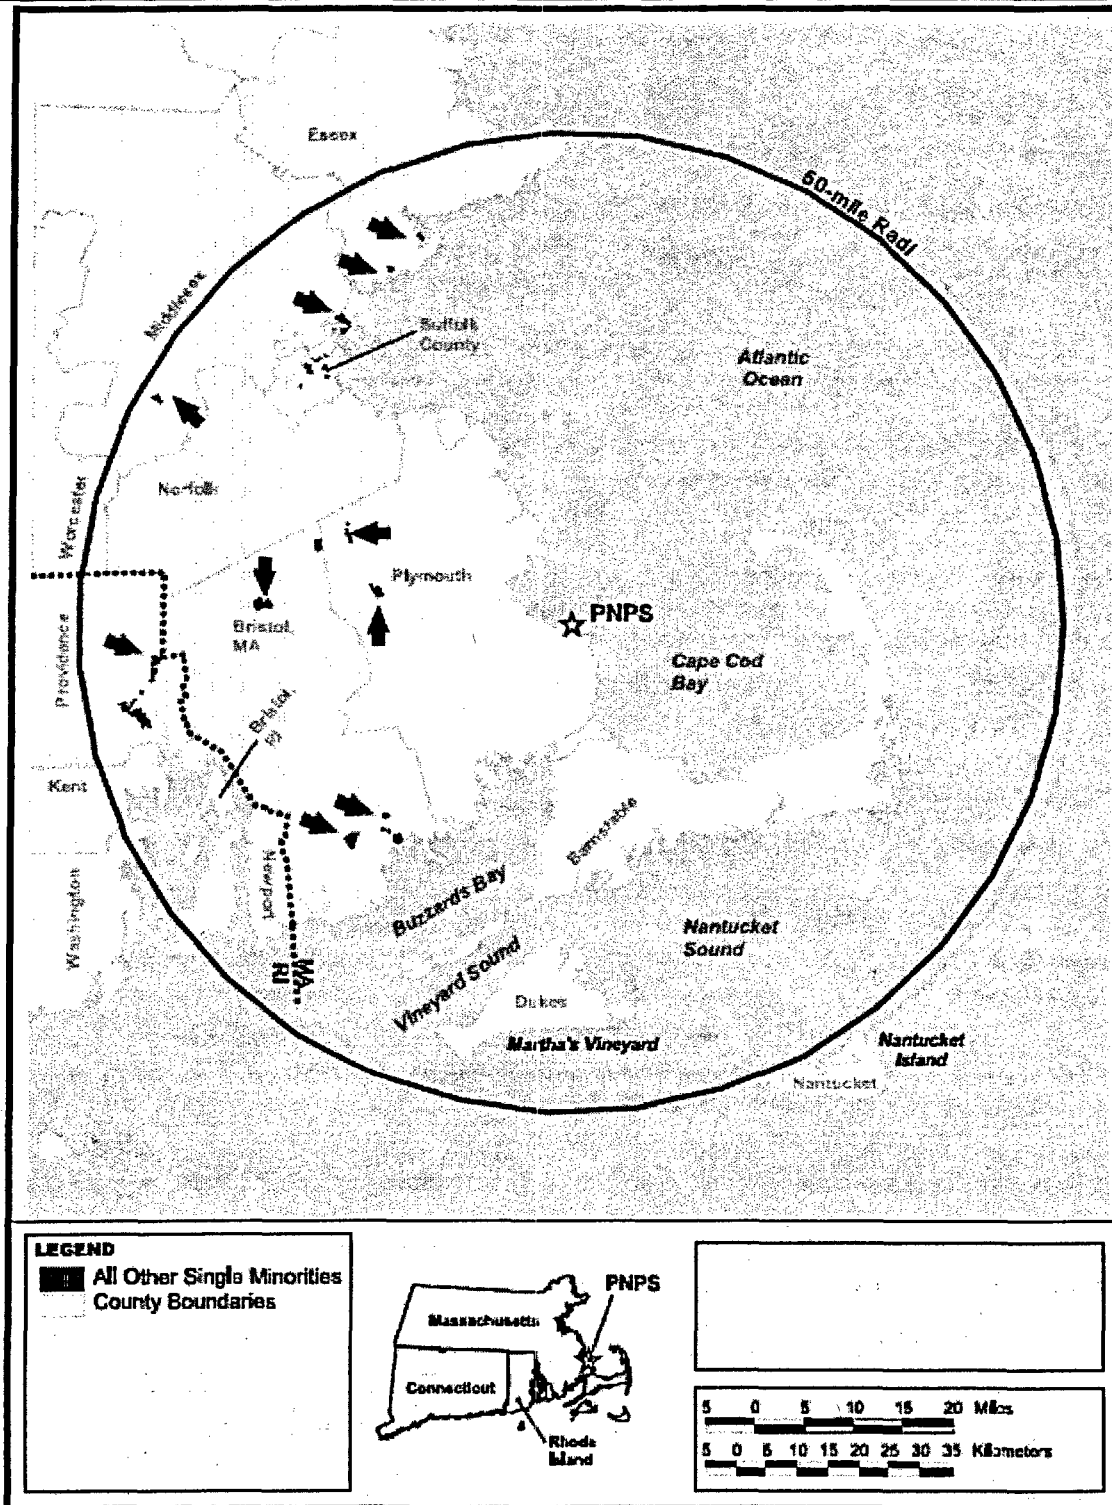 Essex
50-mile Radi
Middlesex
Suffolk
County
Atlantic
Ocean
Norfolk
Worcester
Plymouth
PNPS
Bristol,
MA
Providence
Cape Cod
Bay
Bristol,
RI
Kent
Barnstable
Newport
Buzzards Bay
Washington
Nantucket
Sound
Vineyard Sound
MA
RI
Dukes
Martha's Vineyard
Nantucket
Island
Nantucket
LEGEND
All Other Single Minorities
County Boundaries
PNPS
Massachusetts
Connecticut
Rhode
Island
5 0 5 10 15 20 Miles
5 0 5 10 15 20 25 30 35 Kilometers